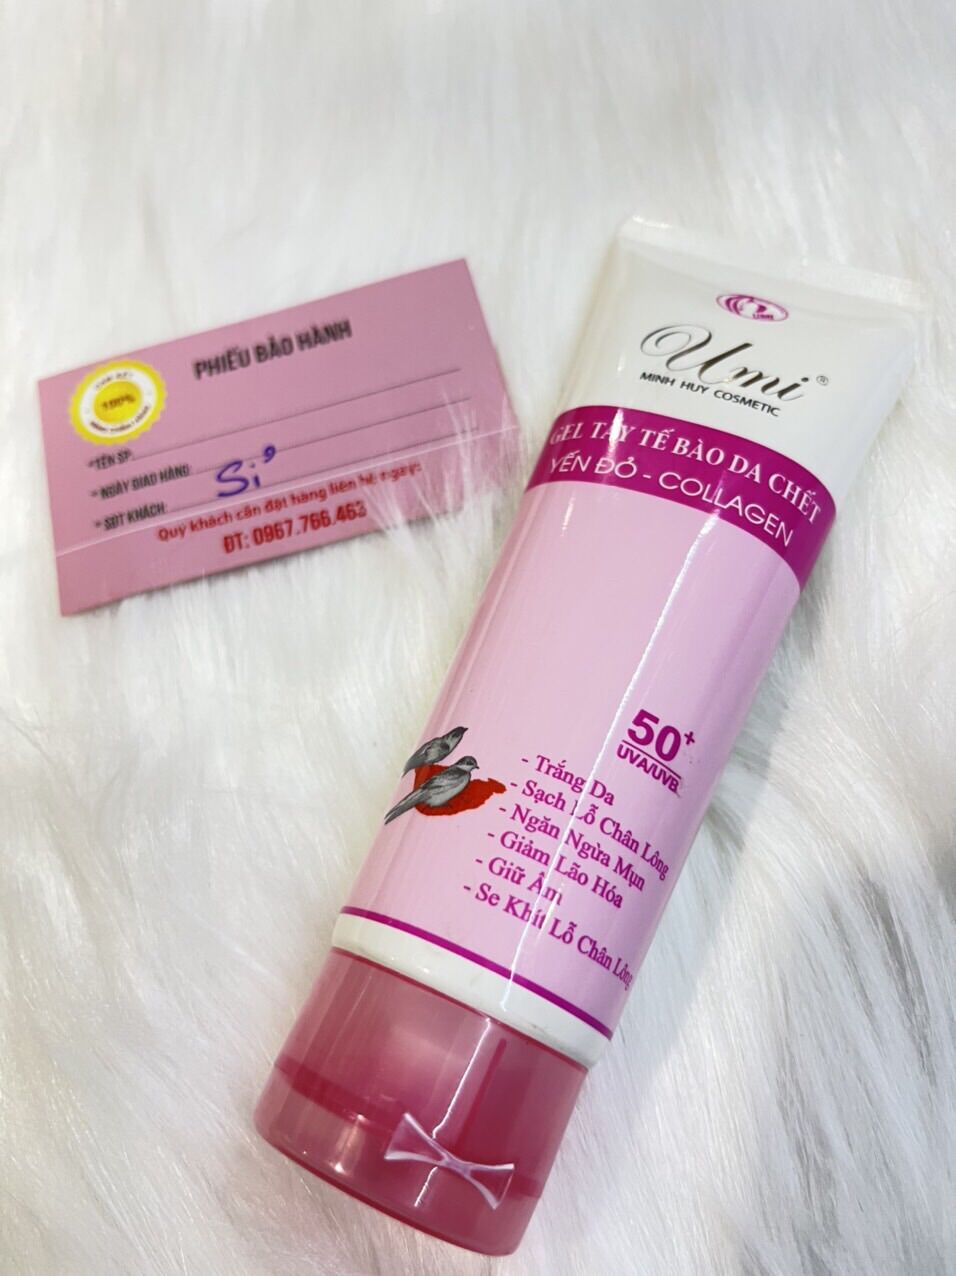 PHIẾU BẢO HÀNH
100%
*TÊN SP:
* NGÀY GIAO HÀNG:
Sỉ
* SĐT KHÁCH:
Quý khách cần đặt hàng liên hệ ngay:
ĐT: 0967.766.463
Umi ®
MINH HUY COSMETIC
GEL TẨY TẾ BÀO DA CHẾT
YẾN ĐỎ - COLLAGEN
50+
UVA/UVB
- Trắng Da
- Sạch Lỗ Chân Lông
- Ngăn Ngừa Mụn
- Giảm Lão Hóa
- Giữ Ẩm
- Se Khít Lỗ Chân Lông